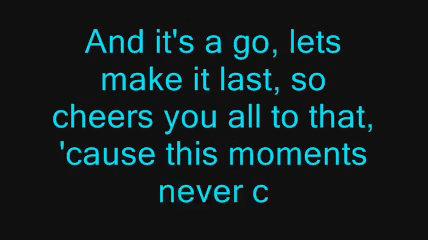 And it's a go, lets
make it last, so
cheers you all to that,
'cause this moments
never c